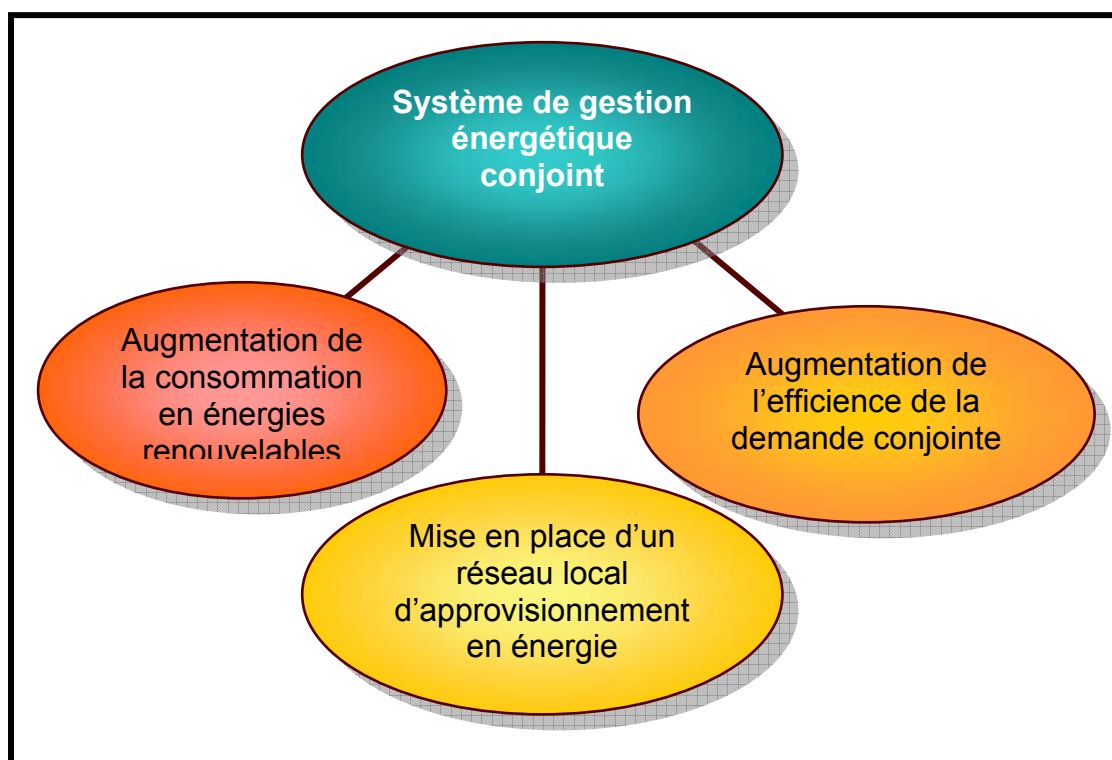 Système de gestion
énergétique
conjoint
Augmentation de
la consommation
en énergies
renouvelables
Augmentation de
l’efficience de la
demande conjointe
Mise en place d’un
réseau local
d’approvisionnement
en énergie